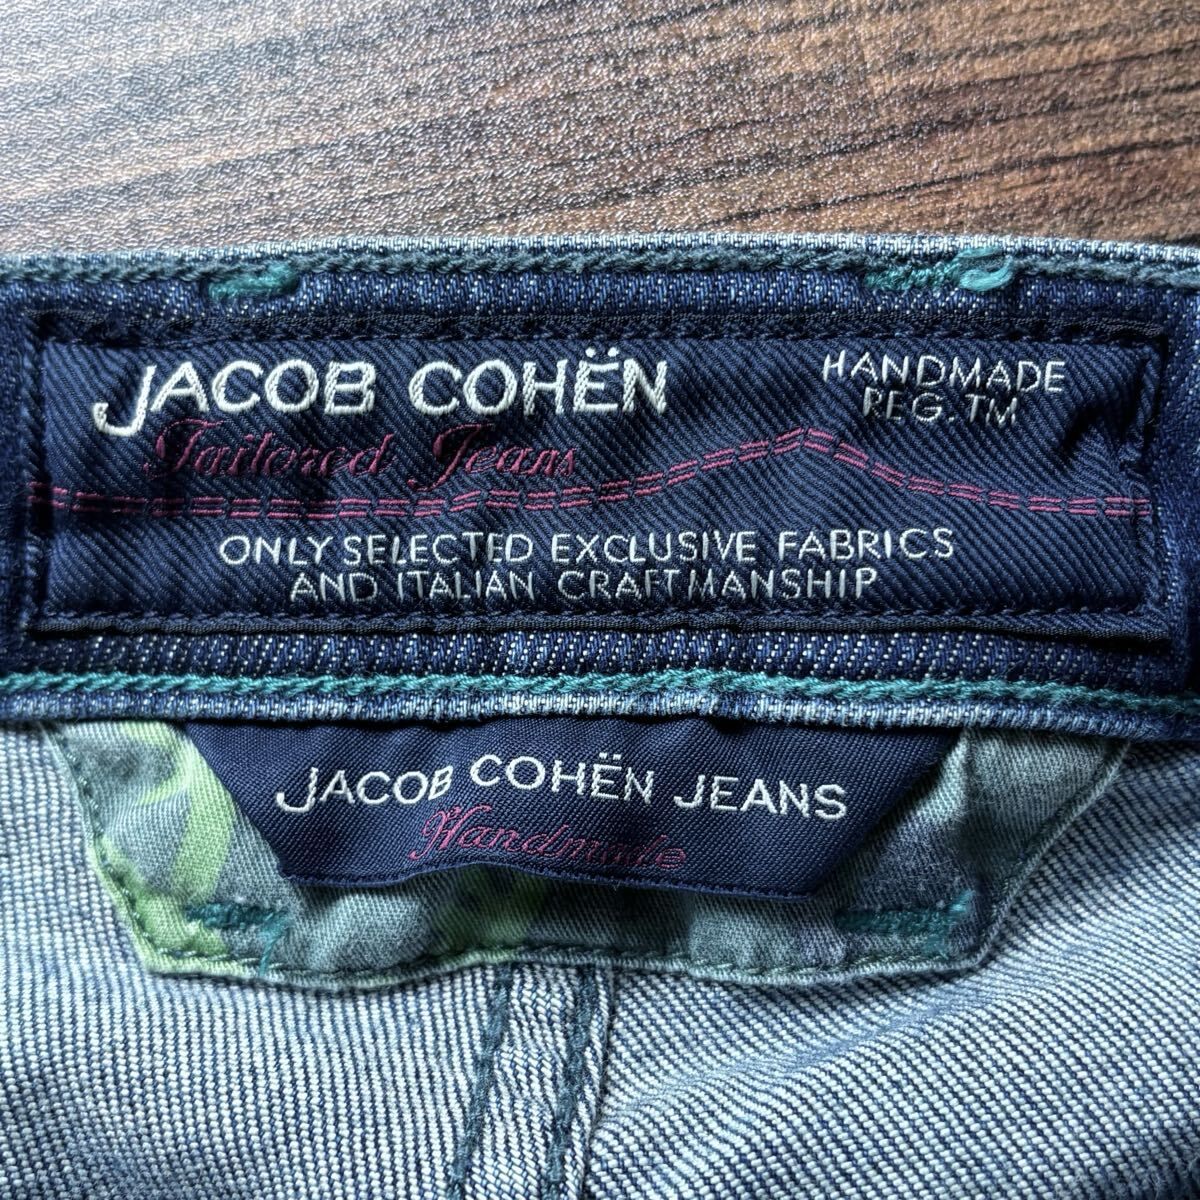 JACOB COHËN
HANDMADE
REG. TM
Tailored Jeans
ONLY SELECTED EXCLUSIVE FABRICS
AND ITALIAN CRAFTMANSHIP
JACOB COHËN JEANS
Handmade